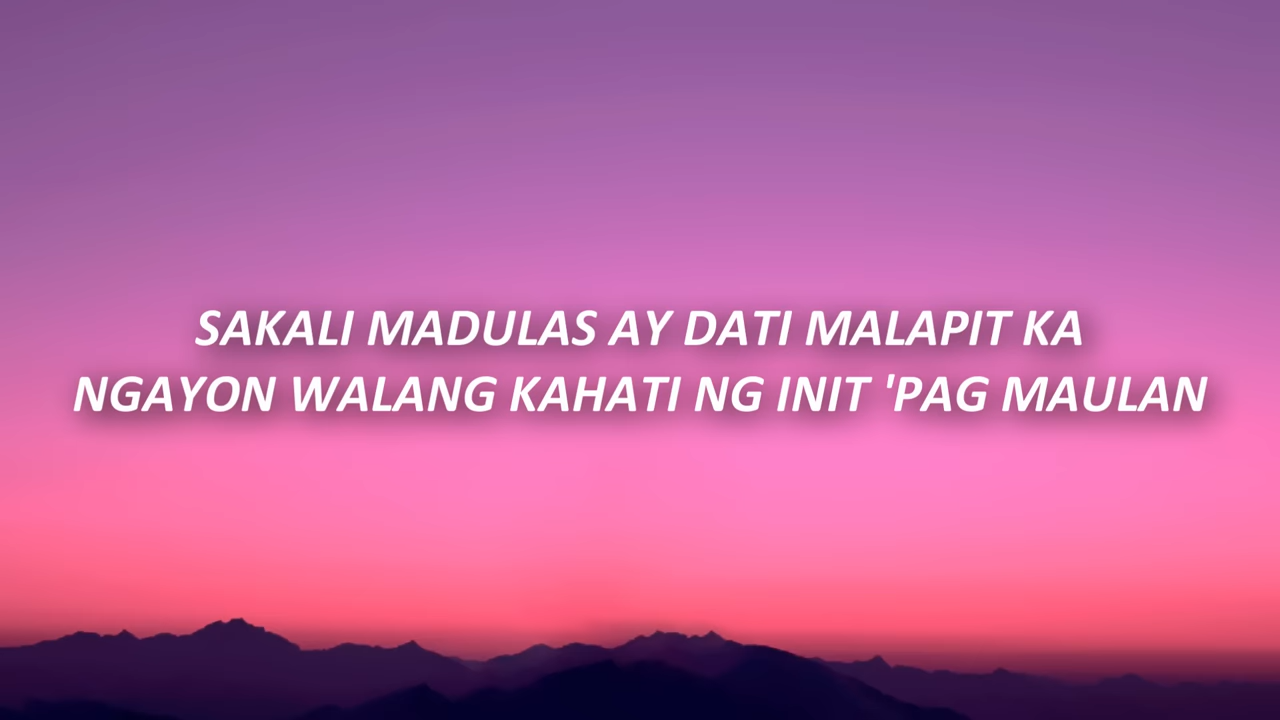 SAKALI MADULAS AY DATI MALAPIT KA
NGAYON WALANG KAHATI NG INIT 'PAG MAULAN